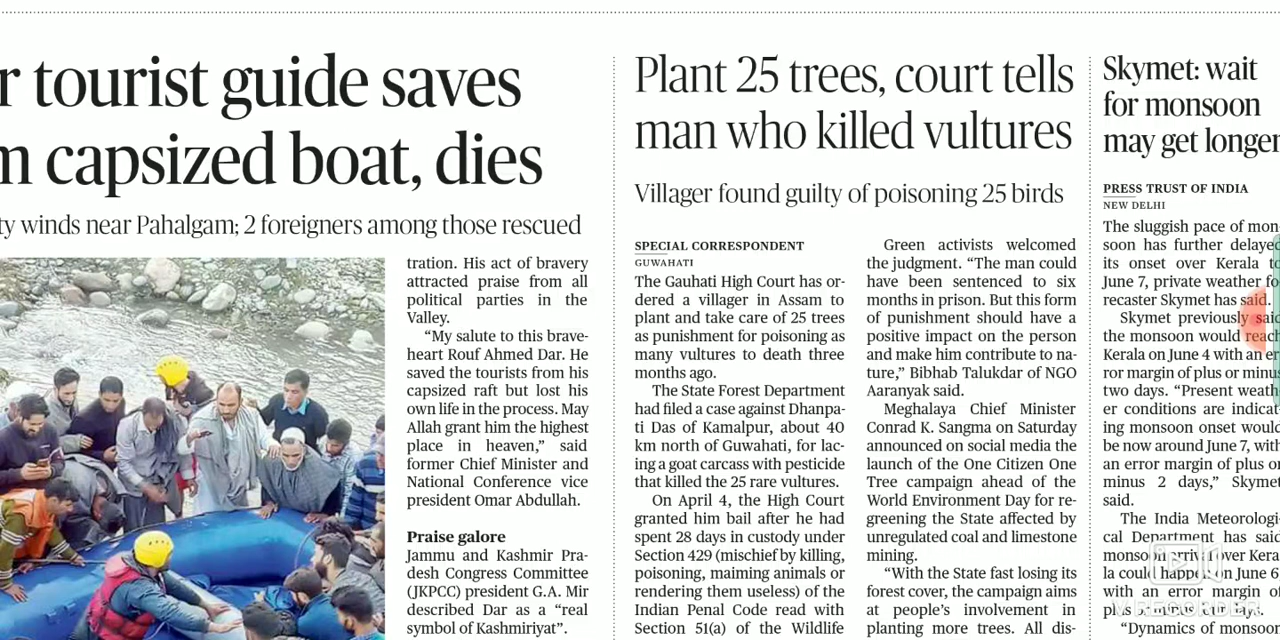 r tourist guide saves
m capsized boat, dies
ty winds near Pahalgam; 2 foreigners among those rescued
tration. His act of bravery
attracted praise from all
political parties in the
Valley.
“My salute to this brave-
heart Rouf Ahmed Dar. He
saved the tourists from his
capsized raft but lost his
own life in the process. May
Allah grant him the highest
place in heaven,” said
former Chief Minister and
National Conference vice
president Omar Abdullah.
Praise galore
Jammu and Kashmir Pra-
desh Congress Committee
(JKPCC) president G.A. Mir
described Dar as a “real
symbol of Kashmiriyat”.
Plant 25 trees, court tells
man who killed vultures
Villager found guilty of poisoning 25 birds
SPECIAL CORRESPONDENT
GUWAHATI
The Gauhati High Court has or-
dered a villager in Assam to
plant and take care of 25 trees
as punishment for poisoning as
many vultures to death three
months ago.
The State Forest Department
had filed a case against Dhanpa-
ti Das of Kamalpur, about 40
km north of Guwahati, for lac-
ing a goat carcass with pesticide
that killed the 25 rare vultures.
On April 4, the High Court
granted him bail after he had
spent 28 days in custody under
Section 429 (mischief by killing,
poisoning, maiming animals or
rendering them useless) of the
Indian Penal Code read with
Section 51(a) of the Wildlife
Green activists welcomed
the judgment. “The man could
have been sentenced to six
months in prison. But this form
of punishment should have a
positive impact on the person
and make him contribute to na-
ture,” Bibhab Talukdar of NGO
Aaranyak said.
Meghalaya Chief Minister
Conrad K. Sangma on Saturday
announced on social media the
launch of the One Citizen One
Tree campaign ahead of the
World Environment Day for re-
greening the State affected by
unregulated coal and limestone
mining.
“With the State fast losing its
forest cover, the campaign aims
at people’s involvement in
planting more trees. All dis-
Skymet: wait
for monsoon
may get longer
PRESS TRUST OF INDIA
NEW DELHI
The sluggish pace of mon-
soon has further delayed
its onset over Kerala to
June 7, private weather fo-
recaster Skymet has said.
Skymet previously said
the monsoon would reach
Kerala on June 4 with an er-
ror margin of plus or minus
two days. “Present weath-
er conditions are indicat-
ing monsoon onset would
be now around June 7, with
an error margin of plus or
minus 2 days,” Skymet
said.
The India Meteorologi-
cal Department has said
monsoon arrival over Kera-
la could happen on June 6
with an error margin of
plus or minus
“Dynamics of monsoon
V RECORDER